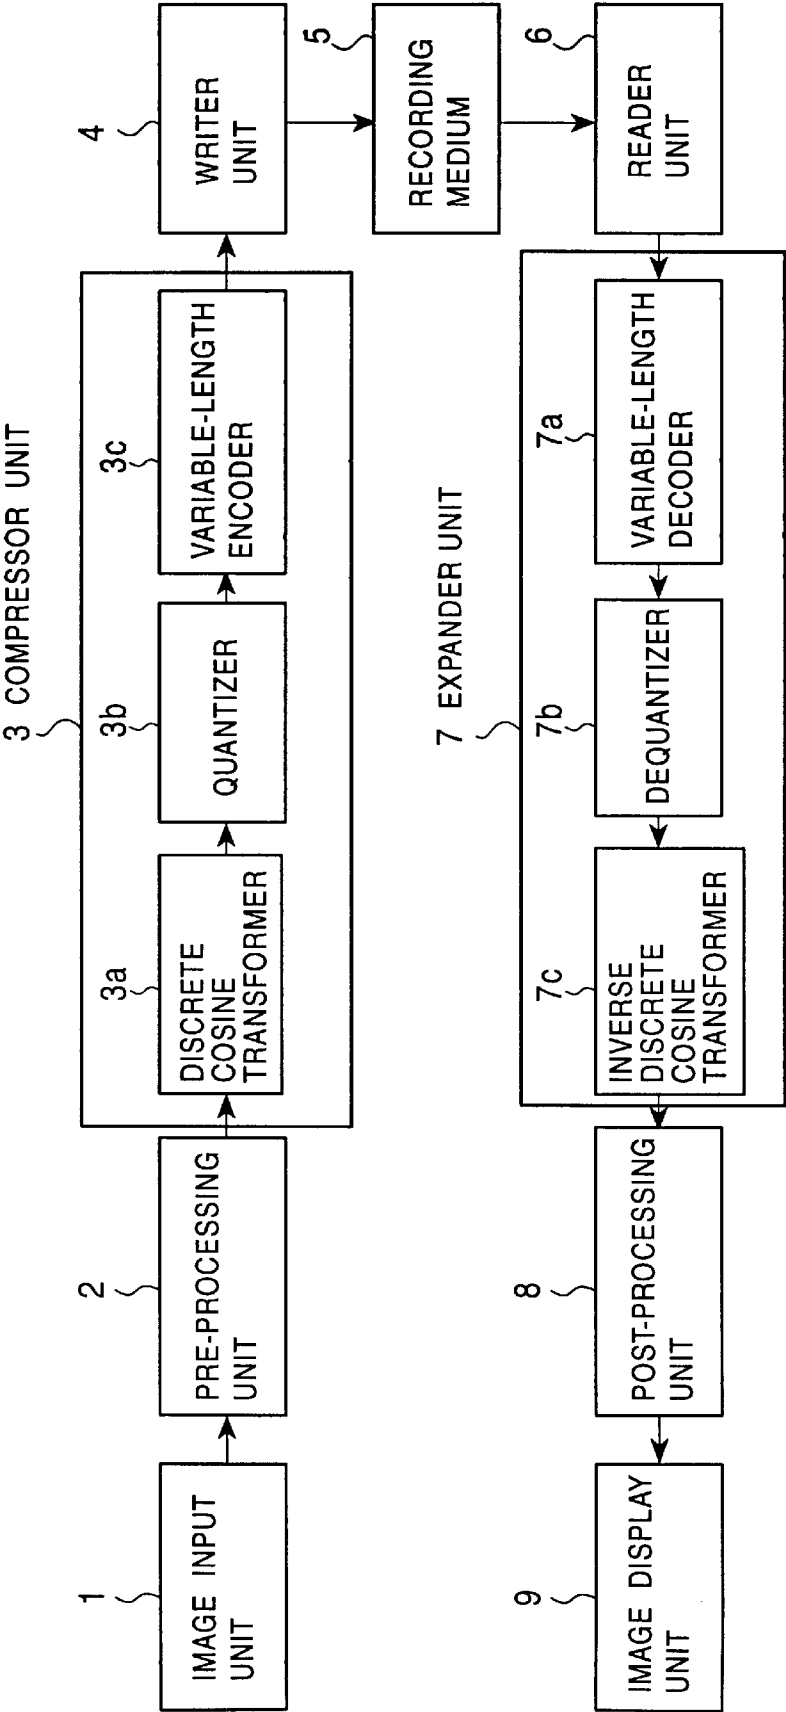 3 COMPRESSOR UNIT
1
2
3a
3b
3c
4
IMAGE INPUT
UNIT
PRE-PROCESSING
UNIT
DISCRETE
COSINE
TRANSFORMER
QUANTIZER
VARIABLE-LENGTH
ENCODER
WRITER
UNIT
5
RECORDING
MEDIUM
7 EXPANDER UNIT
9
8
7c
7b
7a
6
IMAGE DISPLAY
UNIT
POST-PROCESSING
UNIT
INVERSE
DISCRETE
COSINE
TRANSFORMER
DEQUANTIZER
VARIABLE-LENGTH
DECODER
READER
UNIT